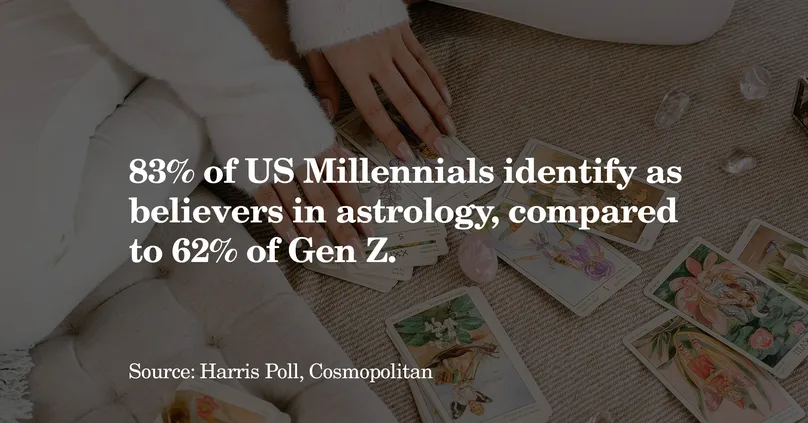 83% of US Millennials identify as
believers in astrology, compared
to 62% of Gen Z.
Source: Harris Poll, Cosmopolitan